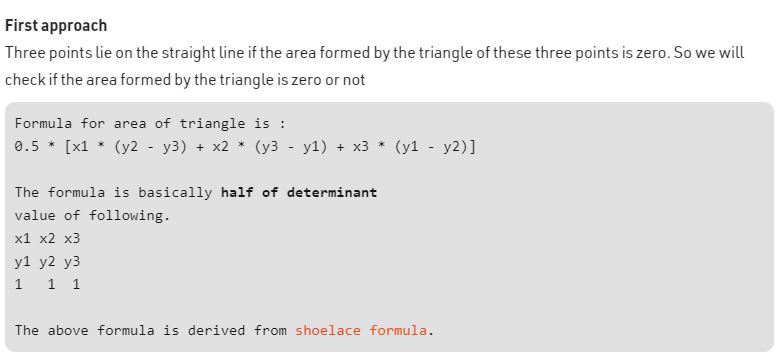 First approach
Three points lie on the straight line if the area formed by the triangle of these three points is zero. So we will
check if the area formed by the triangle is zero or not
Formula for area of triangle is :
0.5 * [x1 * (y2 - y3) + x2 * (y3 - y1) + x3 * (y1 - y2)]
The formula is basically half of determinant
value of following.
x1 x2 x3
y1 y2 y3
1   1  1
The above formula is derived from shoelace formula.